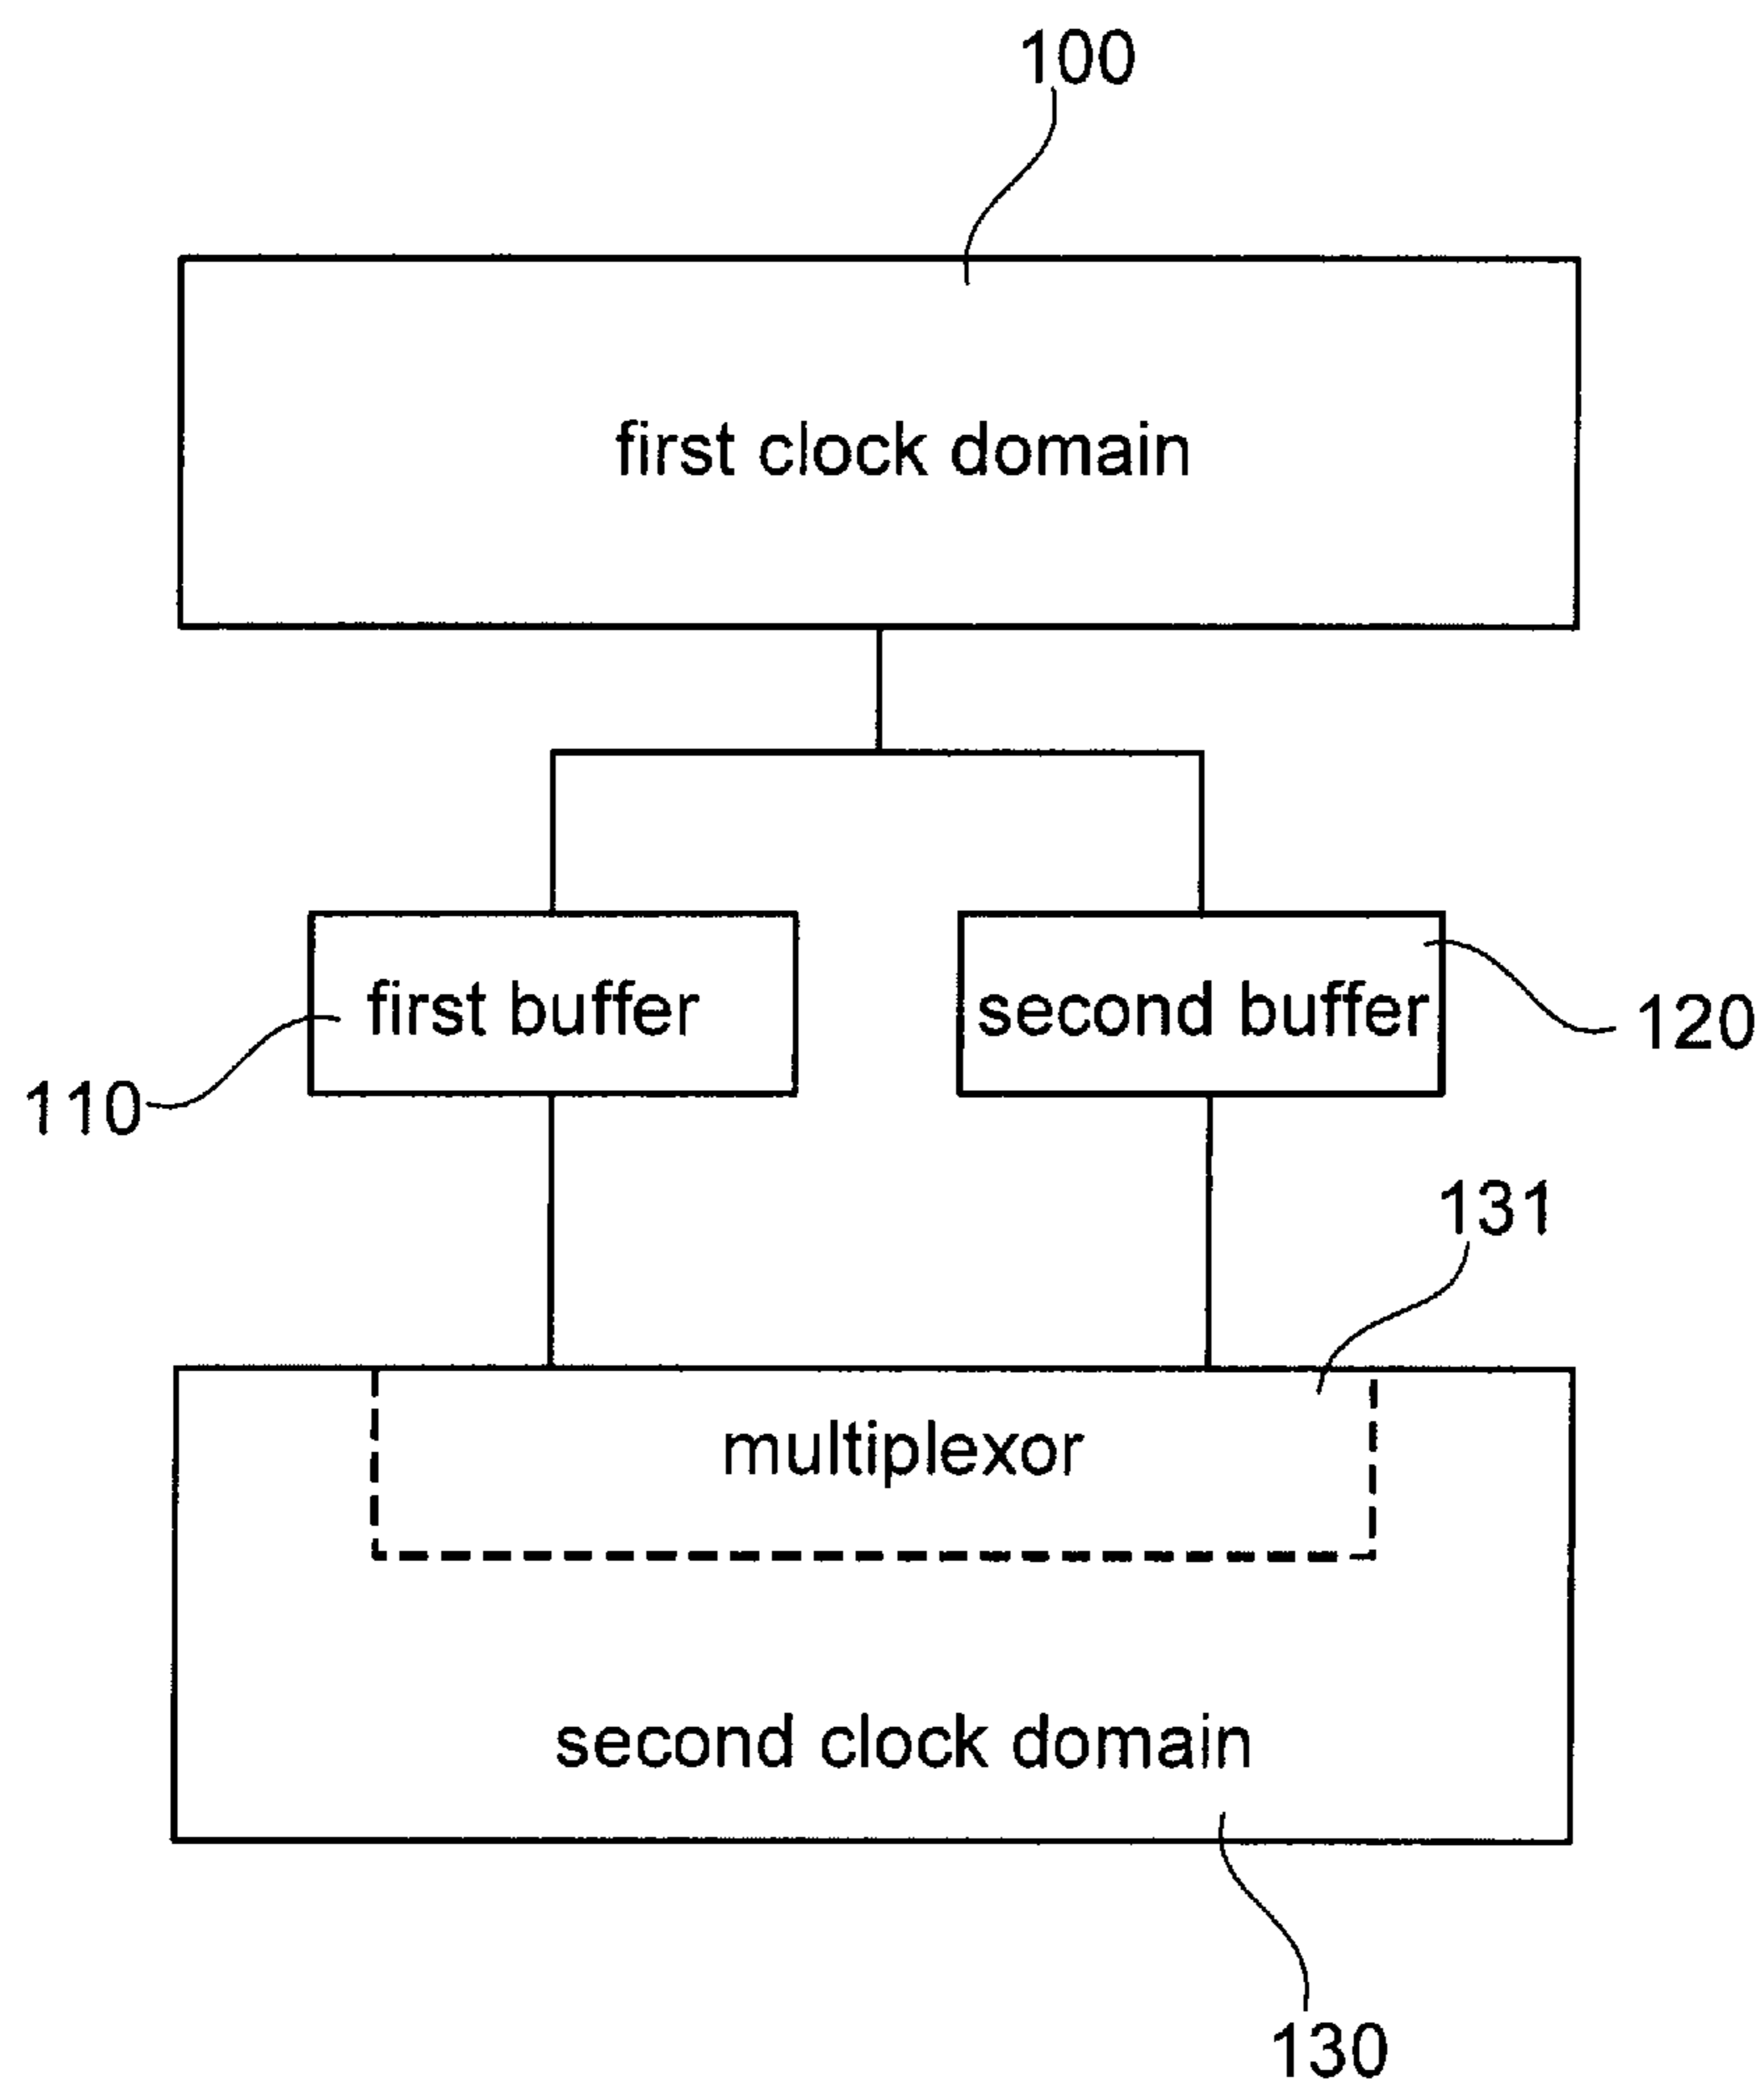 100
first clock domain
first buffer
second buffer
120
110
131
multiplexor
second clock domain
130